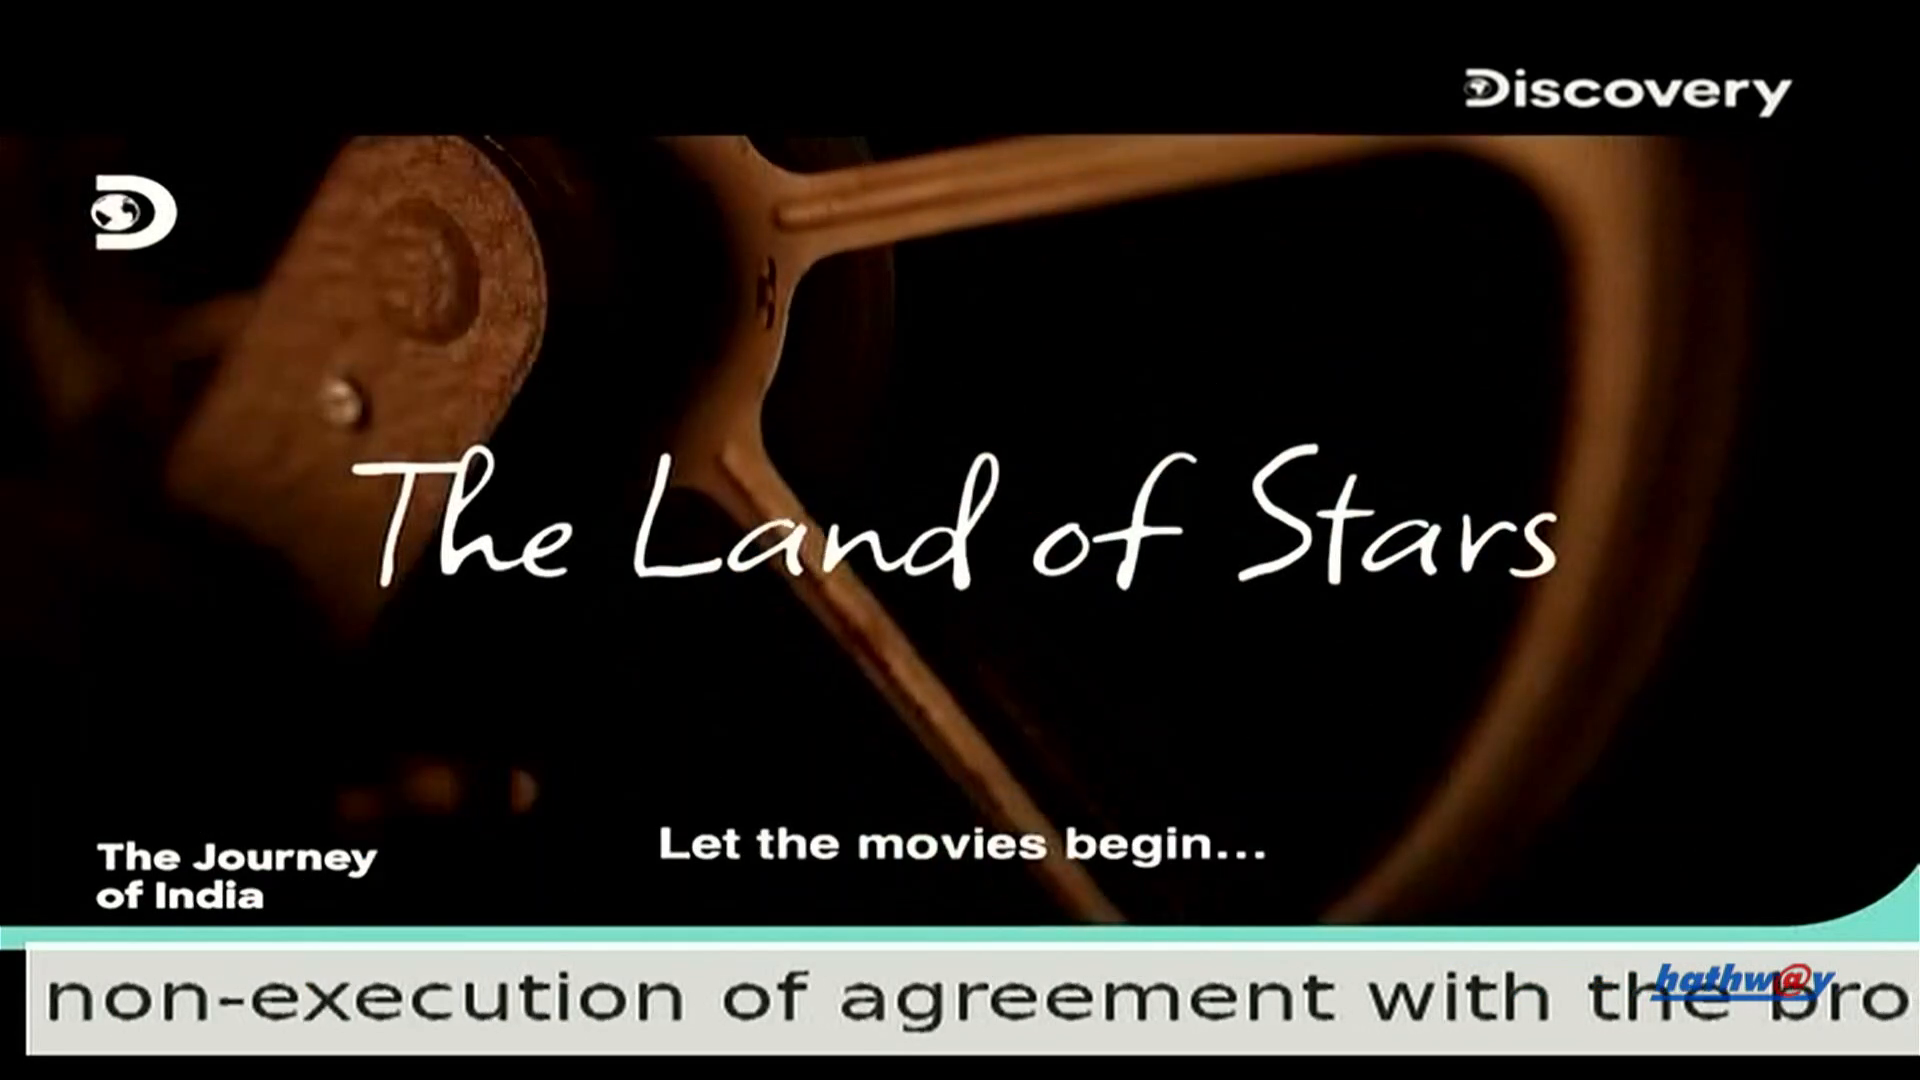 Discovery
The Land of Stars
Let the movies begin...
The Journey
of India
non-execution of agreement with the bro
hathw@y